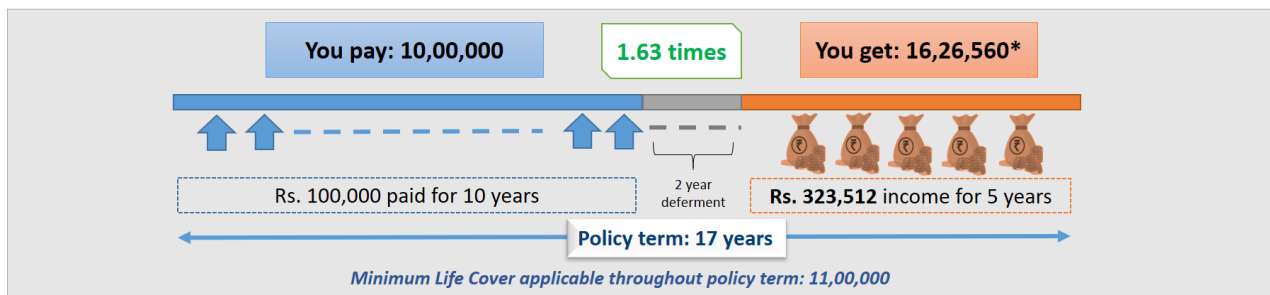 You pay: 10,00,000
1.63 times
You get: 16,26,560*
₹ ₹ ₹ ₹ ₹
Rs. 100,000 paid for 10 years
2 year
deferment
Rs. 323,512 income for 5 years
Policy term: 17 years
Minimum Life Cover applicable throughout policy term: 11,00,000